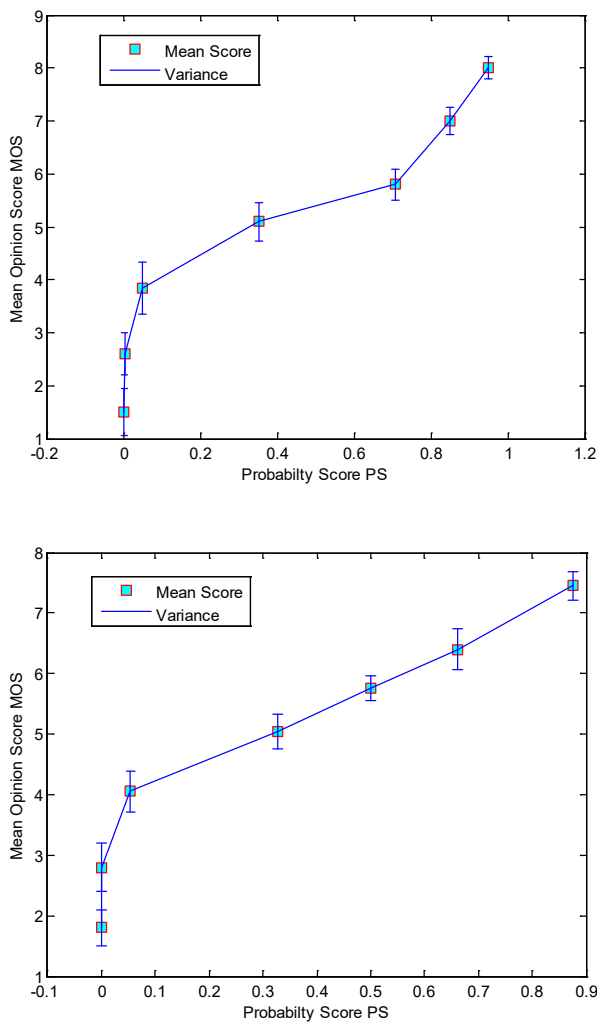 9
8
7
6
5
4
3
2
1
Mean Opinion Score MOS
Mean Score
Variance
-0.2 0 0.2 0.4 0.6 0.8 1 1.2
Probabilty Score PS
8
7
6
5
4
3
2
1
Mean Opinion Score MOS
Mean Score
Variance
-0.1 0 0.1 0.2 0.3 0.4 0.5 0.6 0.7 0.8 0.9
Probabilty Score PS